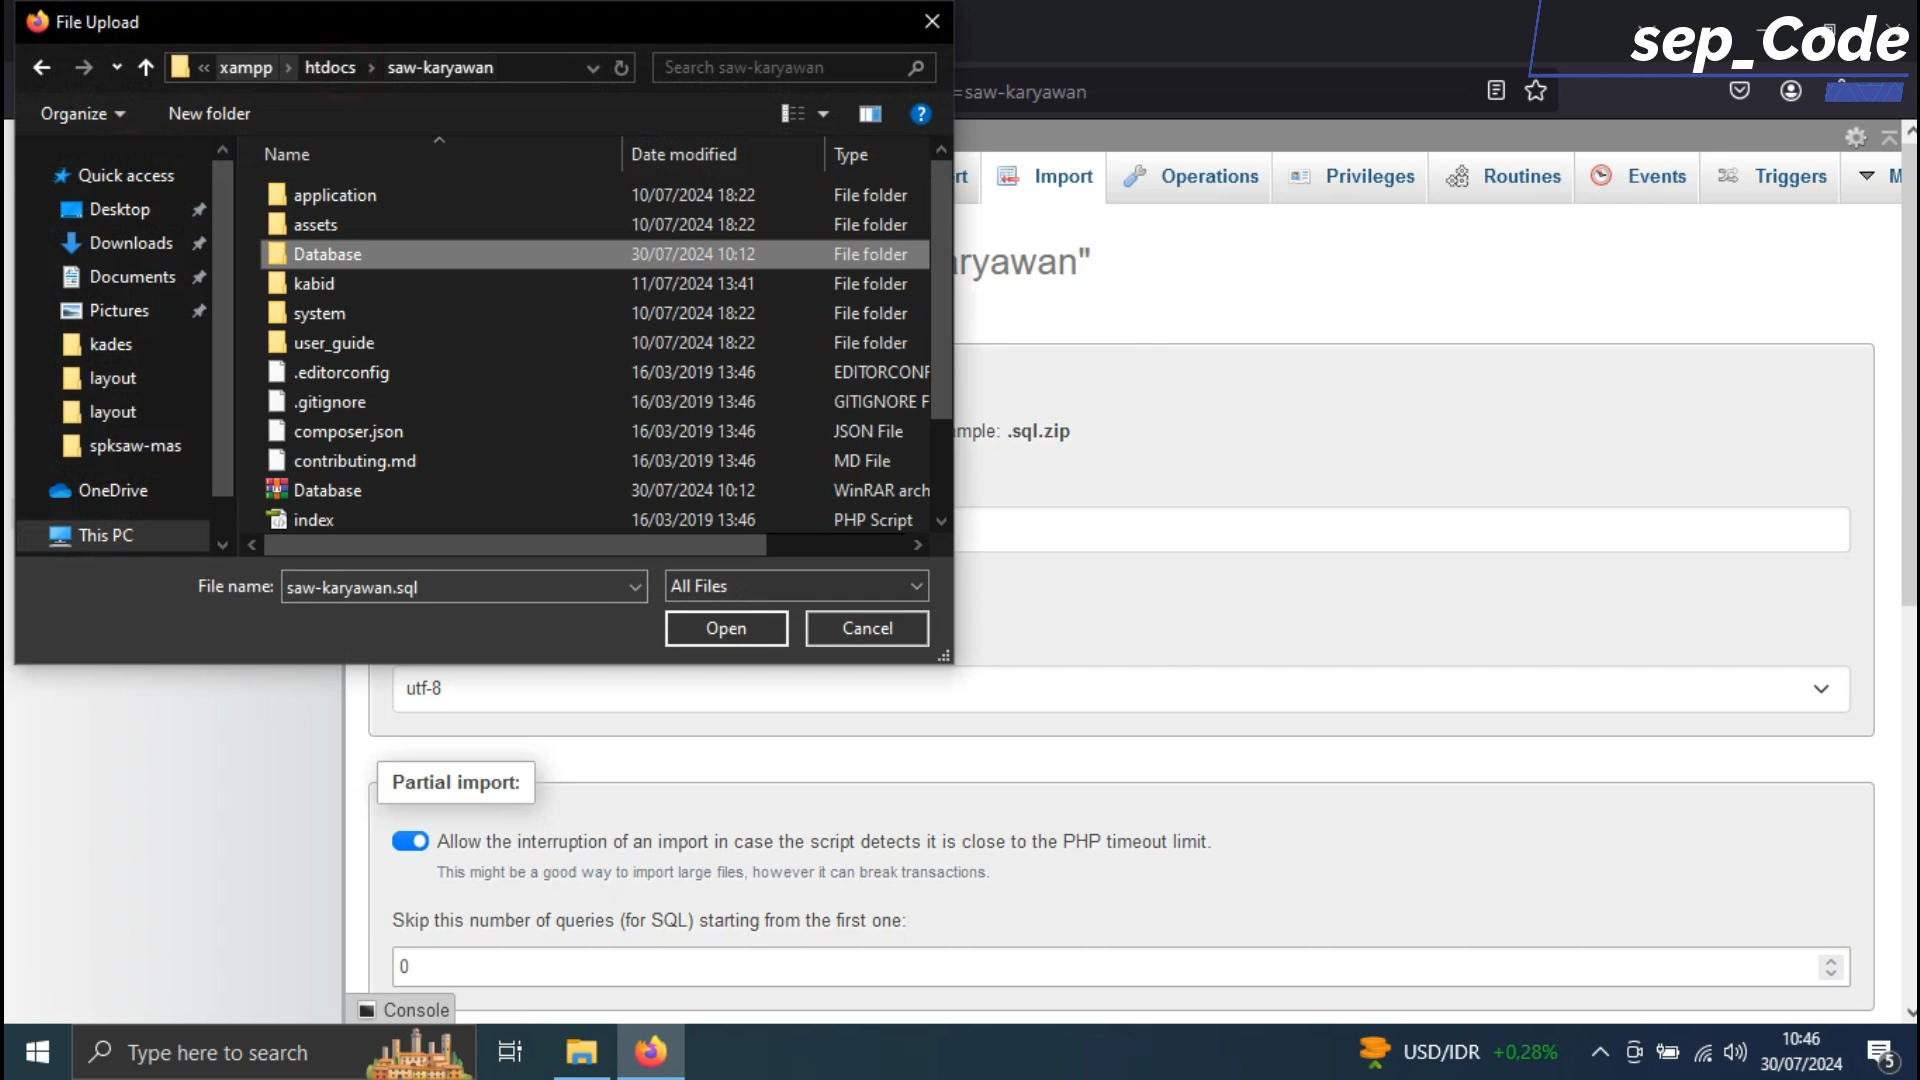 File Upload
sep_Code
« xampp > htdocs > saw-karyawan
Search saw-karyawan
=saw-karyawan
Organize
New folder
Name
Date modified
Type
Quick access
Desktop
Downloads
Documents
Pictures
kades
layout
layout
spksaw-mas
OneDrive
This PC
application 10/07/2024 18:22 File folder
assets 10/07/2024 18:22 File folder
Database 30/07/2024 10:12 File folder
kabid 11/07/2024 13:41 File folder
system 10/07/2024 18:22 File folder
user_guide 10/07/2024 18:22 File folder
.editorconfig 16/03/2019 13:46 EDITORCONF
.gitignore 16/03/2019 13:46 GITIGNORE F
composer.json 16/03/2019 13:46 JSON File
contributing.md 16/03/2019 13:46 MD File
Database 30/07/2024 10:12 WinRAR arch
index 16/03/2019 13:46 PHP Script
File name: saw-karyawan.sql
All Files
Open
Cancel
rt
Import
Operations
Privileges
Routines
Events
Triggers
M
aryawan"
mple: .sql.zip
utf-8
Partial import:
Allow the interruption of an import in case the script detects it is close to the PHP timeout limit.
This might be a good way to import large files, however it can break transactions.
Skip this number of queries (for SQL) starting from the first one:
0
Console
Type here to search
USD/IDR +0,28%
10:46
30/07/2024
5